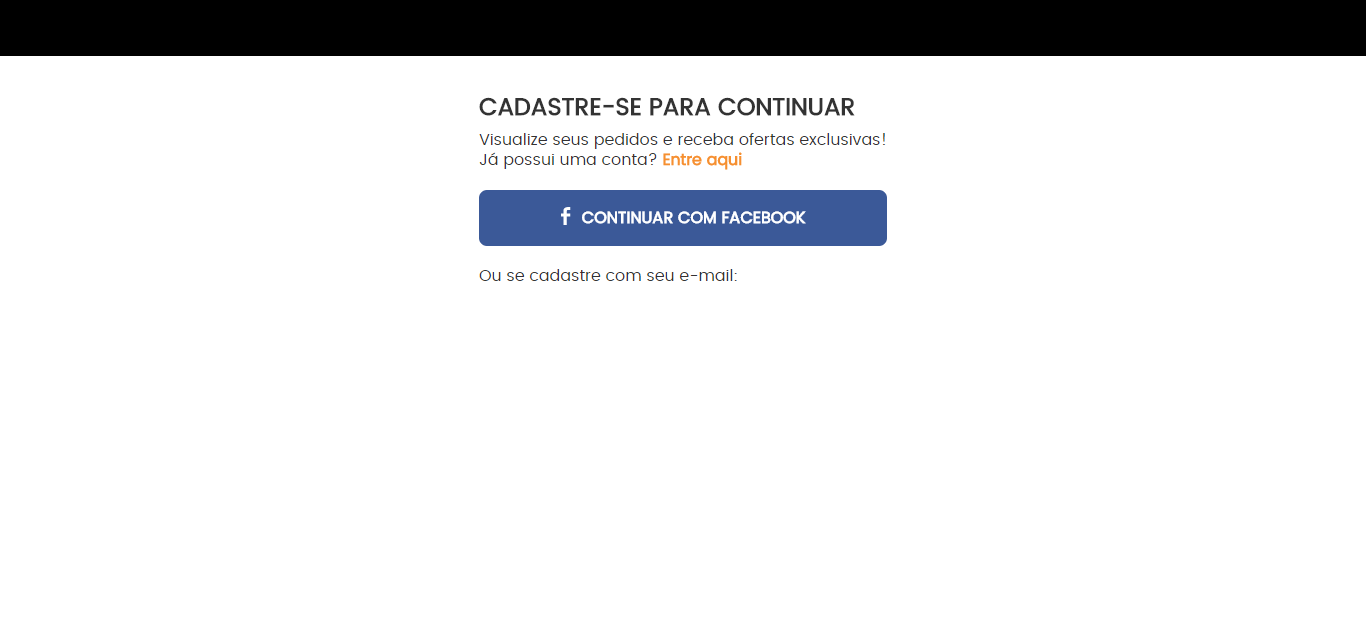 CADASTRE-SE PARA CONTINUAR
Visualize seus pedidos e receba ofertas exclusivas!
Já possui uma conta? Entre aqui
CONTINUAR COM FACEBOOK
Ou se cadastre com seu e-mail: